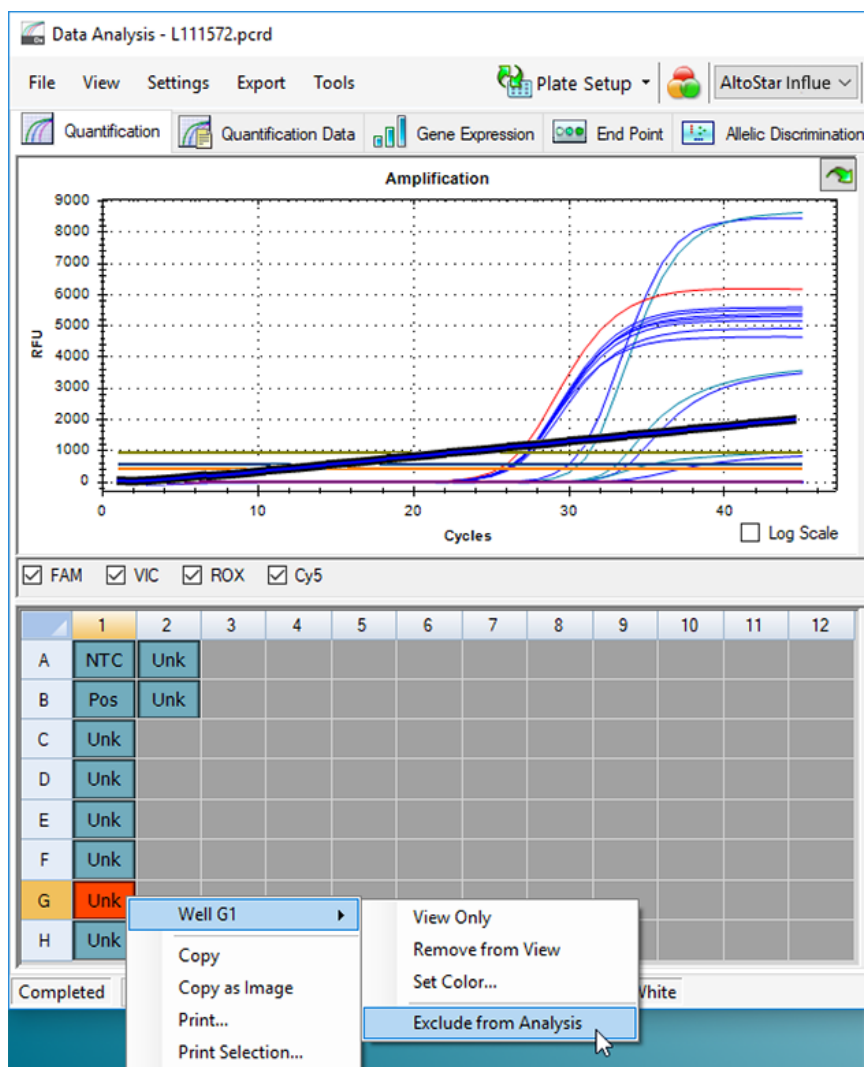 Data Analysis - L111572.pcrd
File View Settings Export Tools Plate Setup AltoStar Influe
Quantification Quantification Data Gene Expression End Point Allelic Discrimination
Amplification
9000
8000
7000
6000
5000
4000
3000
2000
1000
0
RFU
0 10 20 30 40
Cycles
Log Scale
FAM VIC ROX Cy5
1 2 3 4 5 6 7 8 9 10 11 12
A NTC Unk
B Pos Unk
C Unk
D Unk
E Unk
F Unk
G Unk
H Unk
Well G1
Copy
Copy as Image
Print...
Print Selection...
View Only
Remove from View
Set Color...
Exclude from Analysis
Completed